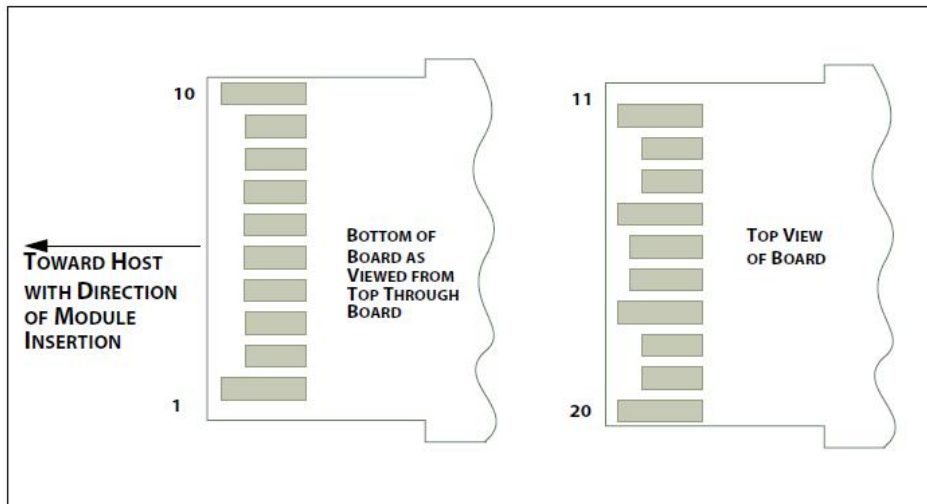 10
TOWARD HOST
WITH DIRECTION
OF MODULE
INSERTION
1
BOTTOM OF
BOARD AS
VIEWED FROM
TOP THROUGH
BOARD
11
TOP VIEW
OF BOARD
20